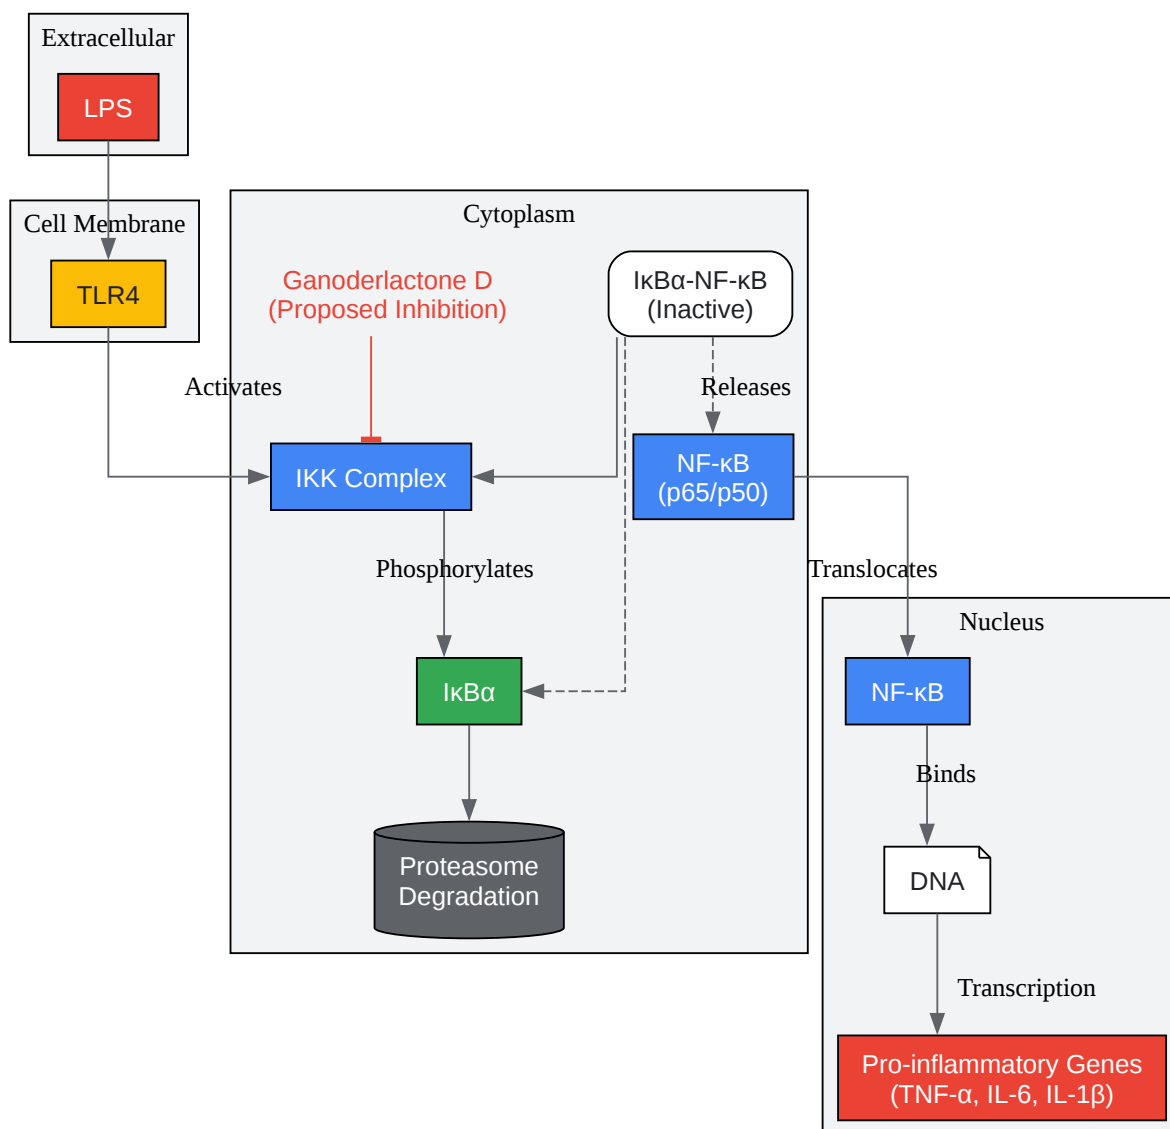 Extracellular
LPS
Cell Membrane
TLR4
Cytoplasm
Ganoderlactone D
(Proposed Inhibition)
IκBα-NF-κB
(Inactive)
Activates
Releases
IKK Complex
NF-κB
(p65/p50)
Phosphorylates
Translocates
Nucleus
IκBα
NF-κB
Binds
Proteasome
Degradation
DNA
Transcription
Pro-inflammatory Genes
(TNF-α, IL-6, IL-1β)